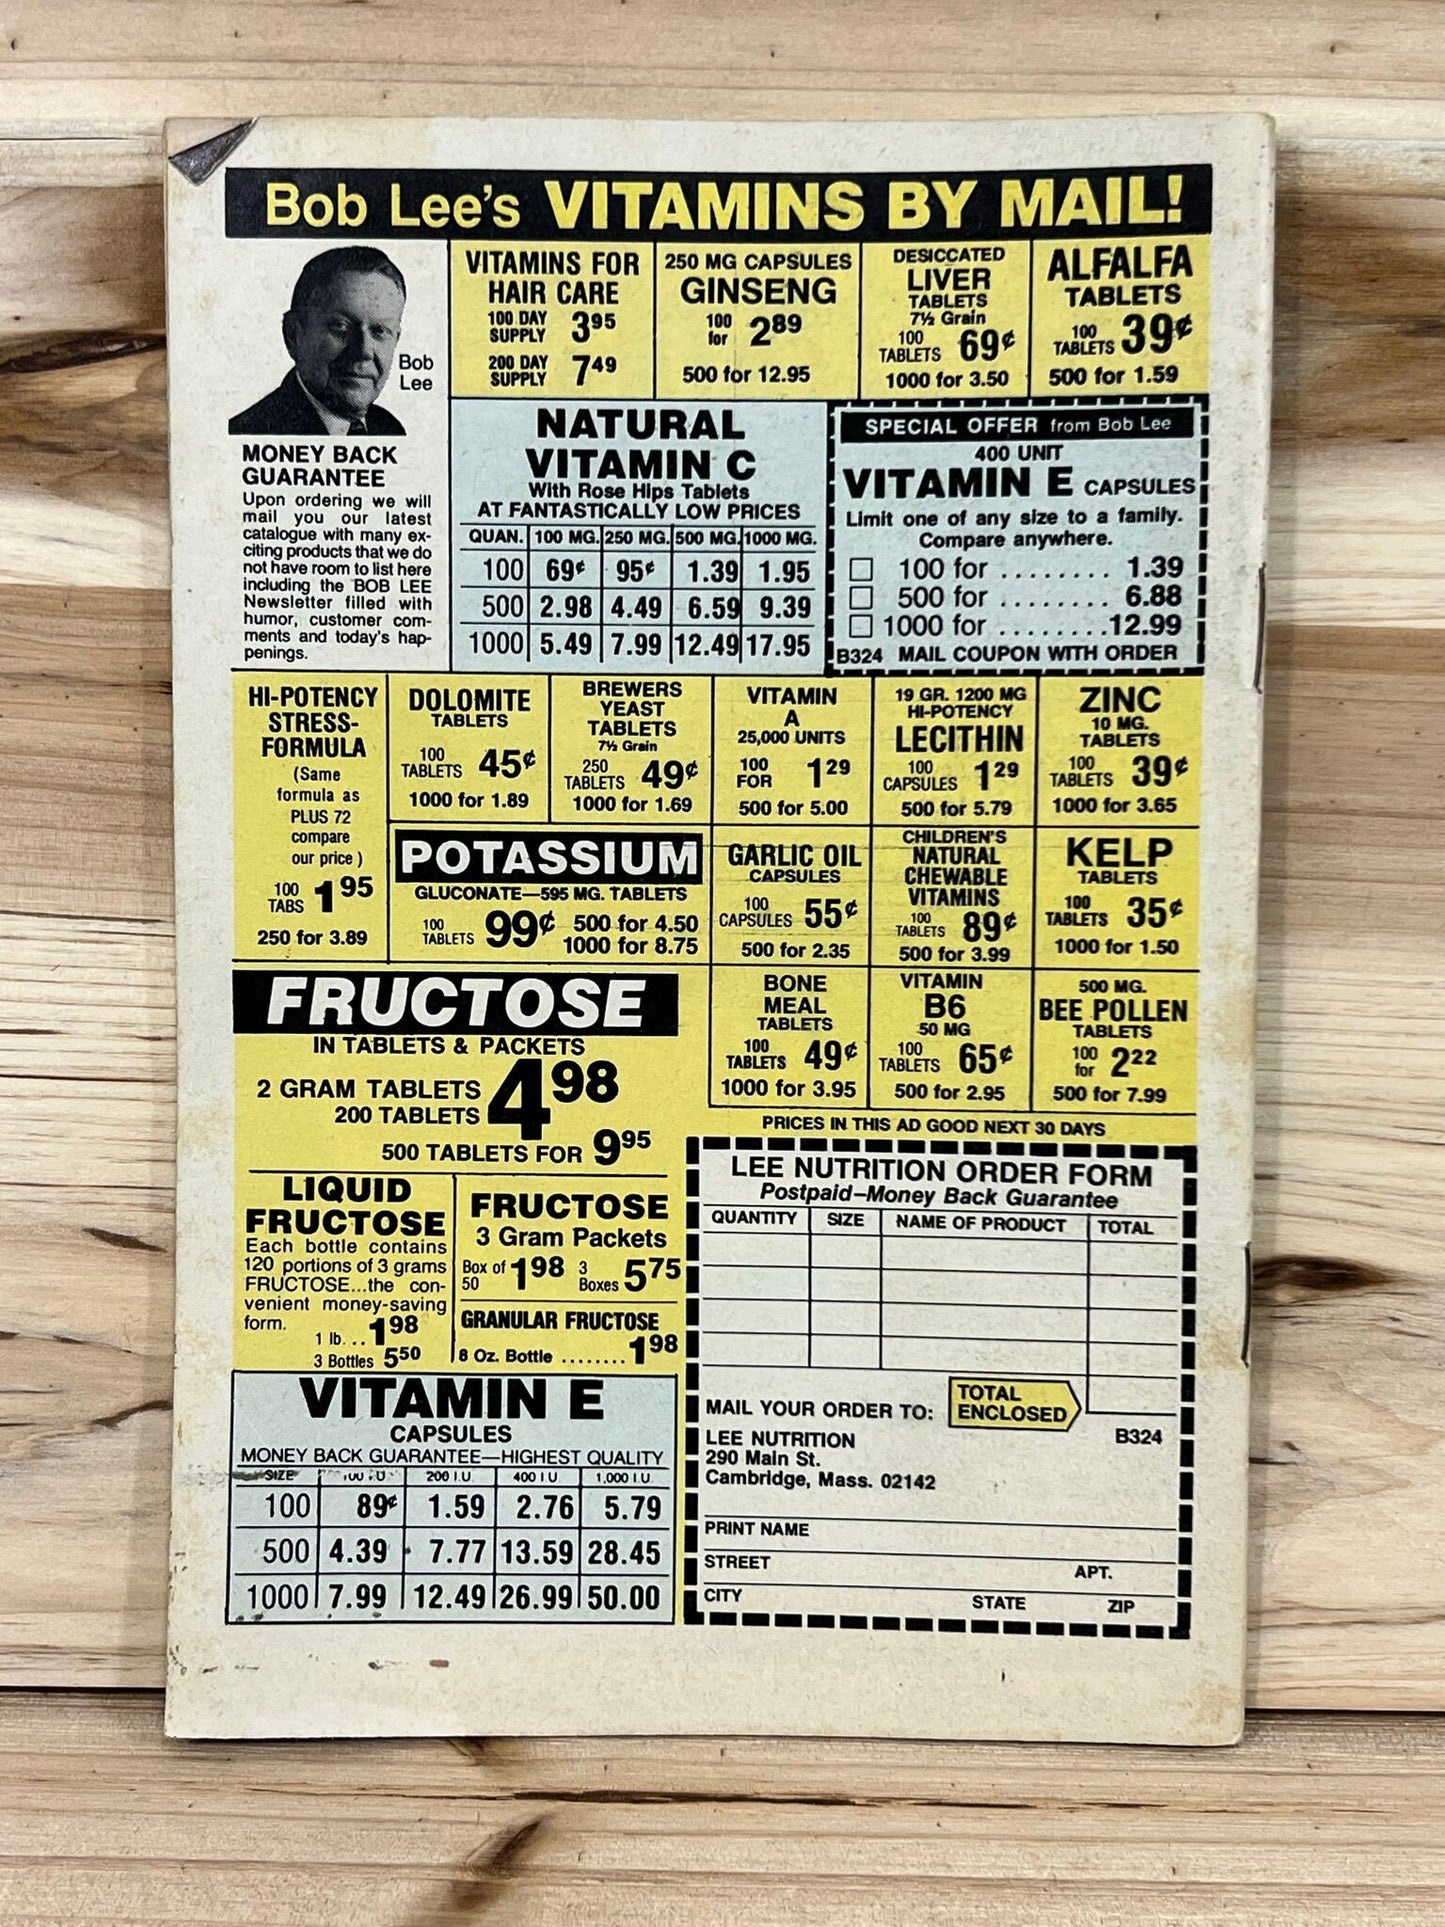 Bob Lee's VITAMINS BY MAIL!
Bob
Lee
MONEY BACK
GUARANTEE
Upon ordering we will
mail you our latest
catalogue with many ex-
citing products that we do
not have room to list here
including the BOB LEE
Newsletter filled with
humor, customer com-
ments and today's hap-
penings.
VITAMINS FOR
HAIR CARE
100 DAY
SUPPLY 3 95
200 DAY
SUPPLY 7 49
250 MG CAPSULES
GINSENG
100
for 2 89
500 for 12.95
DESICCATED
LIVER
TABLETS
7½ Grain
100
TABLETS 69¢
1000 for 3.50
ALFALFA
TABLETS
100
TABLETS 39¢
500 for 1.59
NATURAL
VITAMIN C
With Rose Hips Tablets
AT FANTASTICALLY LOW PRICES
QUAN. 100 MG. 250 MG. 500 MG. 1000 MG.
100 69¢ 95¢ 1.39 1.95
500 2.98 4.49 6.59 9.39
1000 5.49 7.99 12.49 17.95
SPECIAL OFFER from Bob Lee
400 UNIT
VITAMIN E CAPSULES
Limit one of any size to a family.
Compare anywhere.
100 for ........ 1.39
500 for ........ 6.88
1000 for ........12.99
B324 MAIL COUPON WITH ORDER
HI-POTENCY
STRESS-
FORMULA
(Same
formula as
PLUS 72
compare
our price)
100
TABS 1 95
250 for 3.89
DOLOMITE
TABLETS
100
TABLETS 45¢
1000 for 1.89
BREWERS
YEAST
TABLETS
7½ Grain
250
TABLETS 49¢
1000 for 1.69
VITAMIN
A
25,000 UNITS
100
FOR 1 29
500 for 5.00
19 GR. 1200 MG
HI-POTENCY
LECITHIN
100
CAPSULES 1 29
500 for 5.79
ZINC
10 MG.
TABLETS
100
TABLETS 39¢
1000 for 3.65
POTASSIUM
GLUCONATE—595 MG. TABLETS
100
TABLETS 99¢
500 for 4.50
1000 for 8.75
GARLIC OIL
CAPSULES
100
CAPSULES 55¢
500 for 2.35
CHILDREN'S
NATURAL
CHEWABLE
VITAMINS
100
TABLETS 89¢
500 for 3.99
KELP
TABLETS
100
TABLETS 35¢
1000 for 1.50
BONE
MEAL
TABLETS
100
TABLETS 49¢
1000 for 3.95
VITAMIN
B6
50 MG
100
TABLETS 65¢
500 for 2.95
500 MG.
BEE POLLEN
TABLETS
100
for 2 22
500 for 7.99
FRUCTOSE
IN TABLETS & PACKETS
2 GRAM TABLETS
200 TABLETS 4 98
500 TABLETS FOR 9 95
LIQUID
FRUCTOSE
Each bottle contains
120 portions of 3 grams
FRUCTOSE...the con-
venient money-saving
form.
1 lb. . . 1 98
3 Bottles 5 50
FRUCTOSE
3 Gram Packets
Box of
50 1 98
3
Boxes 5 75
GRANULAR FRUCTOSE
8 Oz. Bottle ........ 1 98
VITAMIN E
CAPSULES
MONEY BACK GUARANTEE—HIGHEST QUALITY
SIZE 100 I.U. 200 I.U. 400 I.U. 1,000 I.U.
100 89¢ 1.59 2.76 5.79
500 4.39 7.77 13.59 28.45
1000 7.99 12.49 26.99 50.00
PRICES IN THIS AD GOOD NEXT 30 DAYS
LEE NUTRITION ORDER FORM
Postpaid–Money Back Guarantee
QUANTITY SIZE NAME OF PRODUCT TOTAL
MAIL YOUR ORDER TO:
TOTAL
ENCLOSED
B324
LEE NUTRITION
290 Main St.
Cambridge, Mass. 02142
PRINT NAME
STREET APT.
CITY STATE ZIP